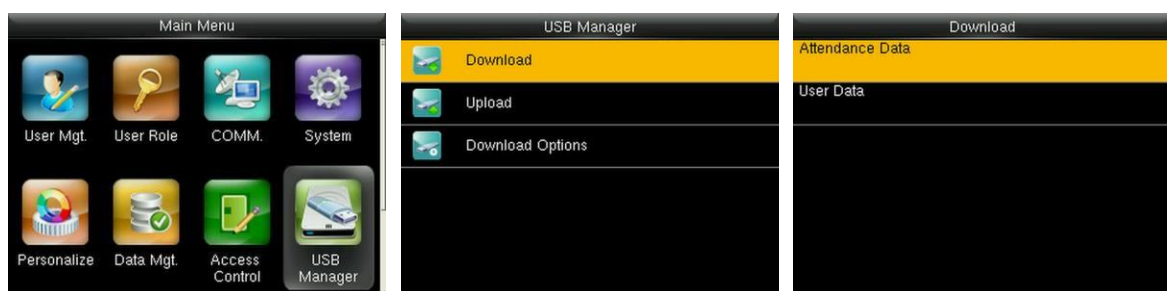 Main Menu
User Mgt.
User Role
COMM.
System
Personalize
Data Mgt.
Access
Control
USB
Manager
USB Manager
Download
Upload
Download Options
Download
Attendance Data
User Data